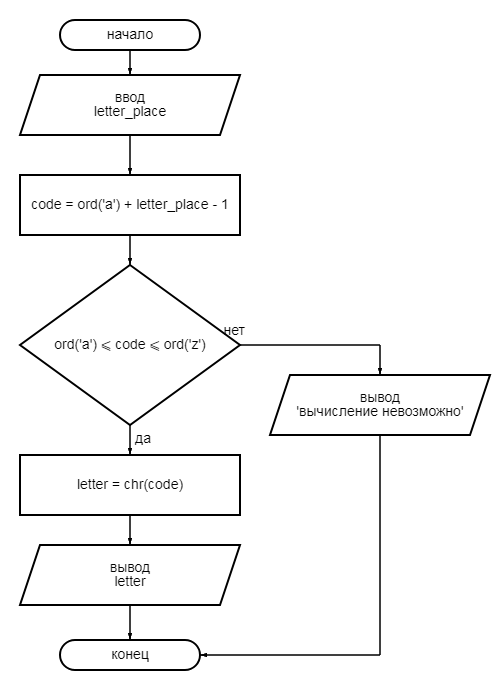 начало
ввод
letter_place
code = ord('a') + letter_place - 1
ord('a') ⩽ code ⩽ ord('z')
нет
вывод
'вычисление невозможно'
да
letter = chr(code)
вывод
letter
конец